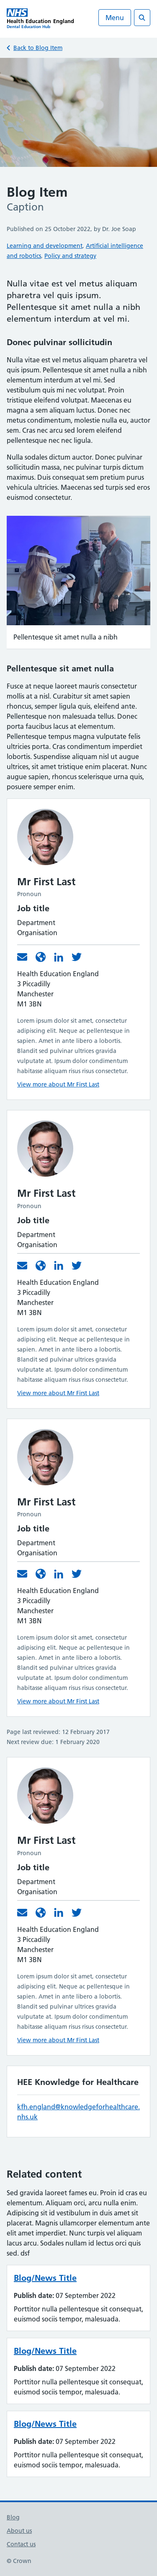 NHS
Health Education England
Dental Education Hub
Menu
Back to Blog Item
Blog Item
Caption
Published on 25 October 2022, by Dr. Joe Soap
Learning and development, Artificial intelligence
and robotics, Policy and strategy
Nulla vitae est vel metus aliquam
pharetra vel quis ipsum.
Pellentesque sit amet nulla a nibh
elementum interdum at vel mi.
Donec pulvinar sollicitudin
Nulla vitae est vel metus aliquam pharetra vel
quis ipsum. Pellentesque sit amet nulla a nibh
elementum interdum at vel mi. Sed
vestibulum quis mi nec volutpat. Proin
tristique eleifend consequat. Maecenas eu
magna a sem aliquam luctus. Donec nec
metus condimentum, molestie nulla eu, auctor
sem. Cras nec arcu sed lorem interdum
pellentesque non nec ligula.
Nulla sodales dictum auctor. Donec pulvinar
sollicitudin massa, nec pulvinar turpis dictum
mattis. Duis consequat sem pretium purus
vehicula ultricies. Maecenas turpis sed eros
euismod consectetur.
Pellentesque sit amet nulla a nibh
Pellentesque sit amet nulla
Fusce at neque laoreet mauris consectetur
mollis at a nisl. Curabitur sit amet sapien
rhoncus, semper ligula quis, eleifend est.
Pellentesque non malesuada tellus. Donec
porta faucibus lacus at elementum.
Pellentesque tempus magna vulputate felis
ultricies porta. Cras condimentum imperdiet
lobortis. Suspendisse aliquam nisl ut augue
ultrices, sit amet tristique enim placerat. Nunc
augue sapien, rhoncus scelerisque urna quis,
posuere semper enim.
Mr First Last
Pronoun
Job title
Department
Organisation
Health Education England
3 Piccadilly
Manchester
M1 3BN
Lorem ipsum dolor sit amet, consectetur
adipiscing elit. Neque ac pellentesque in
sapien. Amet in ante libero a lobortis.
Blandit sed pulvinar ultrices gravida
vulputate at. Ipsum dolor condimentum
habitasse aliquam risus risus consectetur.
View more about Mr First Last
Mr First Last
Pronoun
Job title
Department
Organisation
Health Education England
3 Piccadilly
Manchester
M1 3BN
Lorem ipsum dolor sit amet, consectetur
adipiscing elit. Neque ac pellentesque in
sapien. Amet in ante libero a lobortis.
Blandit sed pulvinar ultrices gravida
vulputate at. Ipsum dolor condimentum
habitasse aliquam risus risus consectetur.
View more about Mr First Last
Mr First Last
Pronoun
Job title
Department
Organisation
Health Education England
3 Piccadilly
Manchester
M1 3BN
Lorem ipsum dolor sit amet, consectetur
adipiscing elit. Neque ac pellentesque in
sapien. Amet in ante libero a lobortis.
Blandit sed pulvinar ultrices gravida
vulputate at. Ipsum dolor condimentum
habitasse aliquam risus risus consectetur.
View more about Mr First Last
Page last reviewed: 12 February 2017
Next review due: 1 February 2020
Mr First Last
Pronoun
Job title
Department
Organisation
Health Education England
3 Piccadilly
Manchester
M1 3BN
Lorem ipsum dolor sit amet, consectetur
adipiscing elit. Neque ac pellentesque in
sapien. Amet in ante libero a lobortis.
Blandit sed pulvinar ultrices gravida
vulputate at. Ipsum dolor condimentum
habitasse aliquam risus risus consectetur.
View more about Mr First Last
HEE Knowledge for Healthcare
kfh.england@knowledgeforhealthcare.
nhs.uk
Related content
Sed gravida laoreet fames eu. Proin id cras eu
elementum. Aliquam orci, arcu nulla enim.
Adipiscing sit id vestibulum in duis quam sit
mauris. Magnis ullamcorper elementum ante
mi eget imperdiet. Nunc turpis vel aliquam
lacus arcu. Sodales nullam ut lectus orci quis
sed. dsf
Blog/News Title
Publish date: 07 September 2022
Porttitor nulla pellentesque sit consequat,
euismod sociis tempor, malesuada.
Blog/News Title
Publish date: 07 September 2022
Porttitor nulla pellentesque sit consequat,
euismod sociis tempor, malesuada.
Blog/News Title
Publish date: 07 September 2022
Porttitor nulla pellentesque sit consequat,
euismod sociis tempor, malesuada.
Blog
About us
Contact us
© Crown